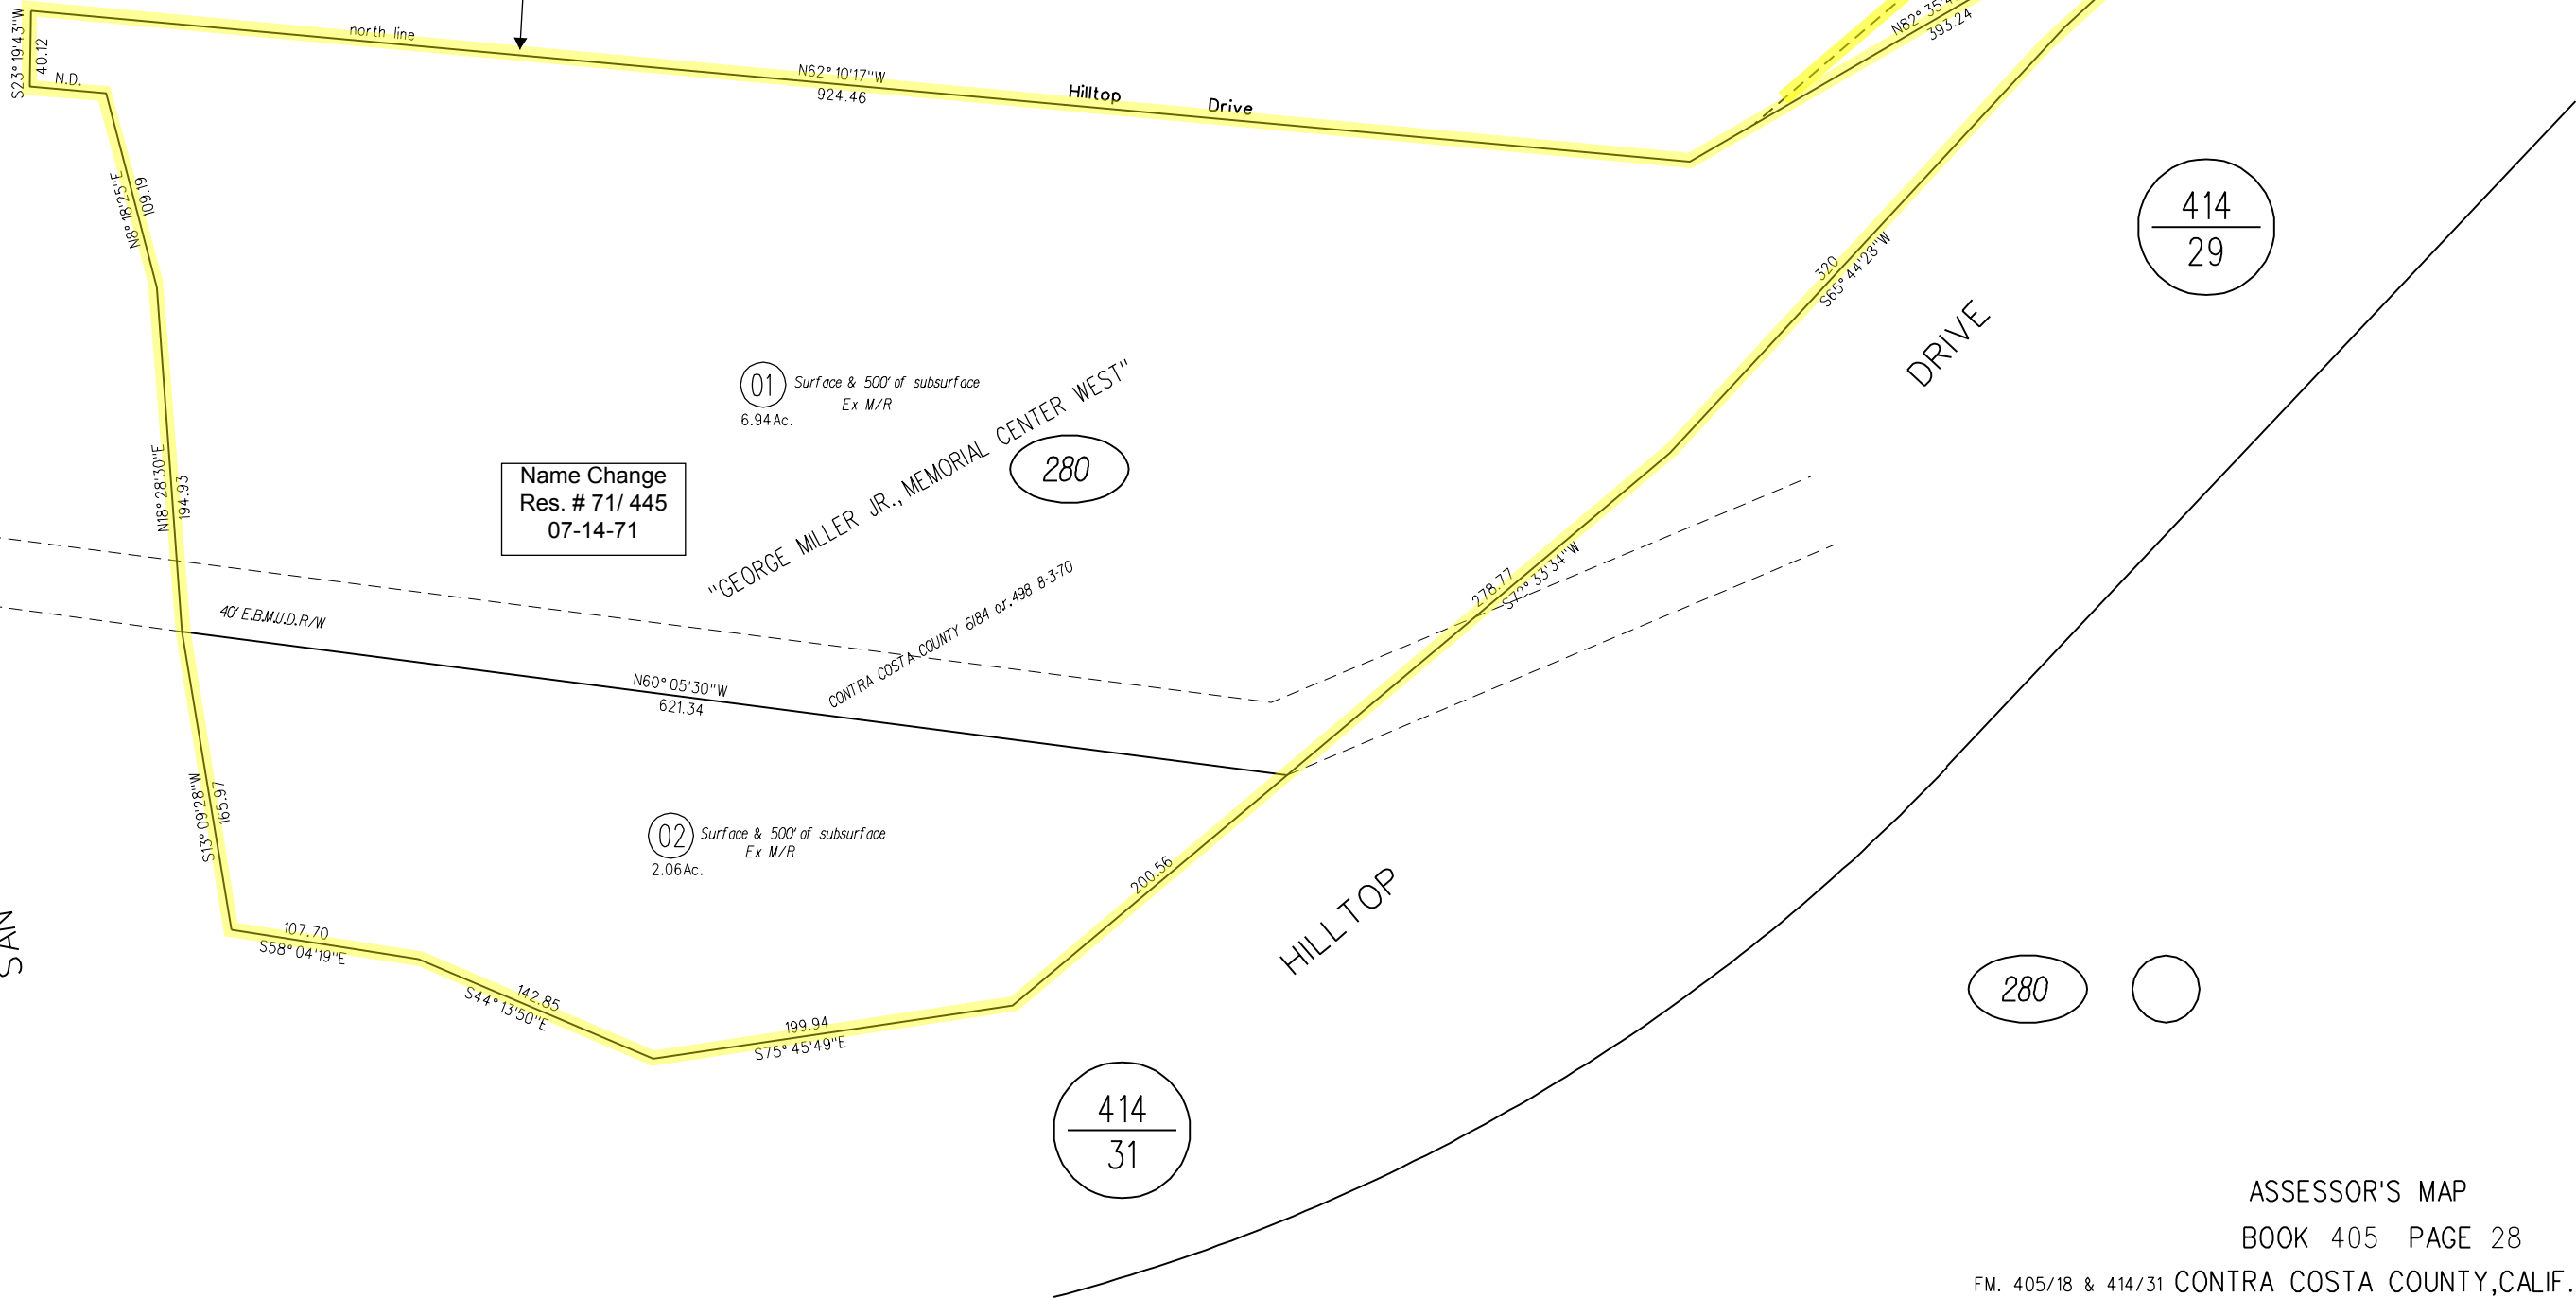 S23°19'43"W
40.12
N.D.
north line
N62°10'17"W
924.46
Hilltop Drive
393.24
N8°18'25"E
109.19
414
29
320
S65°44'28"W
DRIVE
01
Surface & 500' of subsurface
Ex M/R
6.94Ac.
"GEORGE MILLER JR., MEMORIAL CENTER WEST"
280
Name Change
Res. # 71/ 445
07-14-71
N18°28'30"E
194.93
CONTRA COSTA COUNTY 6184 or.498 8-3-70
278.77
S72°33'34"W
40' E.B.M.U.D.R/W
N60°05'30"W
621.34
S13°09'28"W
165.97
02
Surface & 500' of subsurface
Ex M/R
2.06Ac.
200.56
HILLTOP
SAN
107.70
S58°04'19"E
142.85
S44°13'50"E
199.94
S75°45'49"E
280
414
31
ASSESSOR'S MAP
BOOK 405 PAGE 28
FM. 405/18 & 414/31 CONTRA COSTA COUNTY,CALIF.